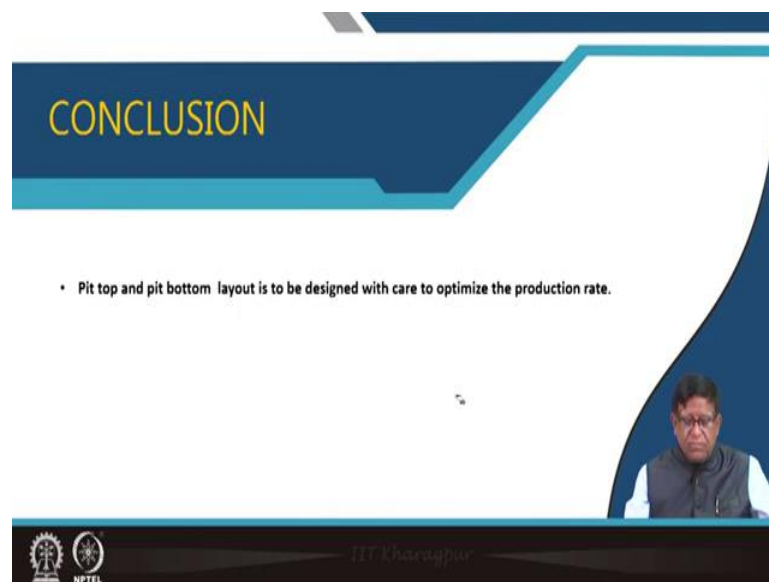 CONCLUSION
• Pit top and pit bottom layout is to be designed with care to optimize the production rate.
IIT Kharagpur
NPTEL